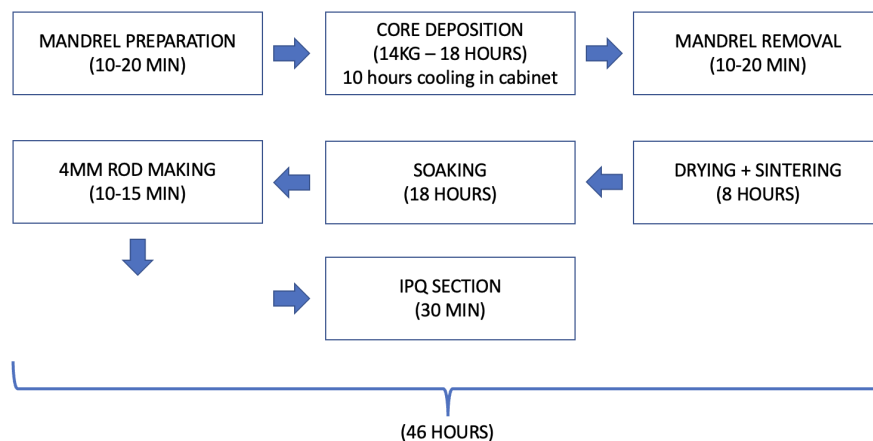 MANDREL PREPARATION
(10-20 MIN)
CORE DEPOSITION
(14KG – 18 HOURS)
10 hours cooling in cabinet
MANDREL REMOVAL
(10-20 MIN)
4MM ROD MAKING
(10-15 MIN)
SOAKING
(18 HOURS)
DRYING + SINTERING
(8 HOURS)
IPQ SECTION
(30 MIN)
(46 HOURS)